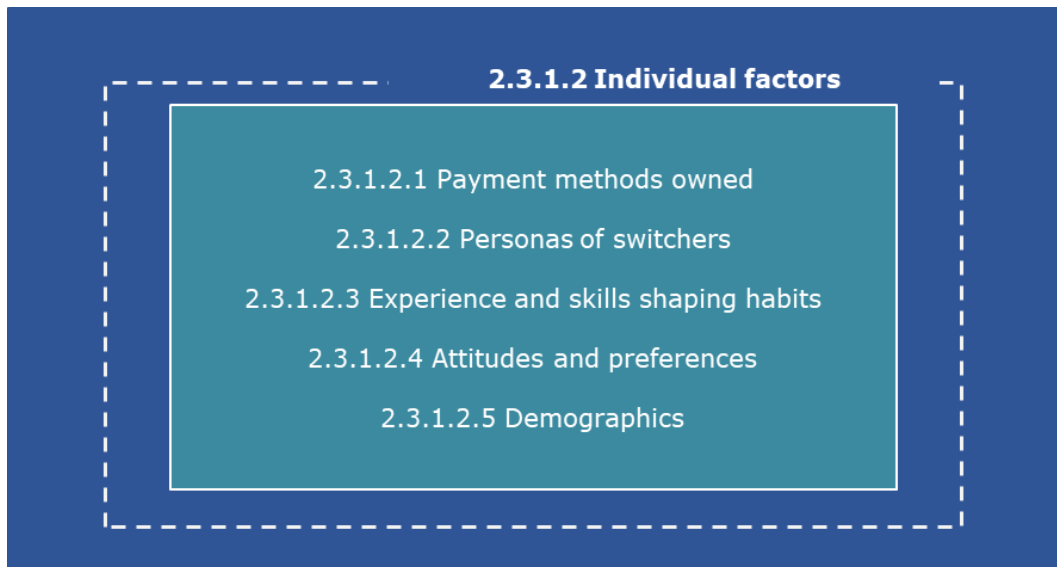 2.3.1.2 Individual factors
2.3.1.2.1 Payment methods owned
2.3.1.2.2 Personas of switchers
2.3.1.2.3 Experience and skills shaping habits
2.3.1.2.4 Attitudes and preferences
2.3.1.2.5 Demographics